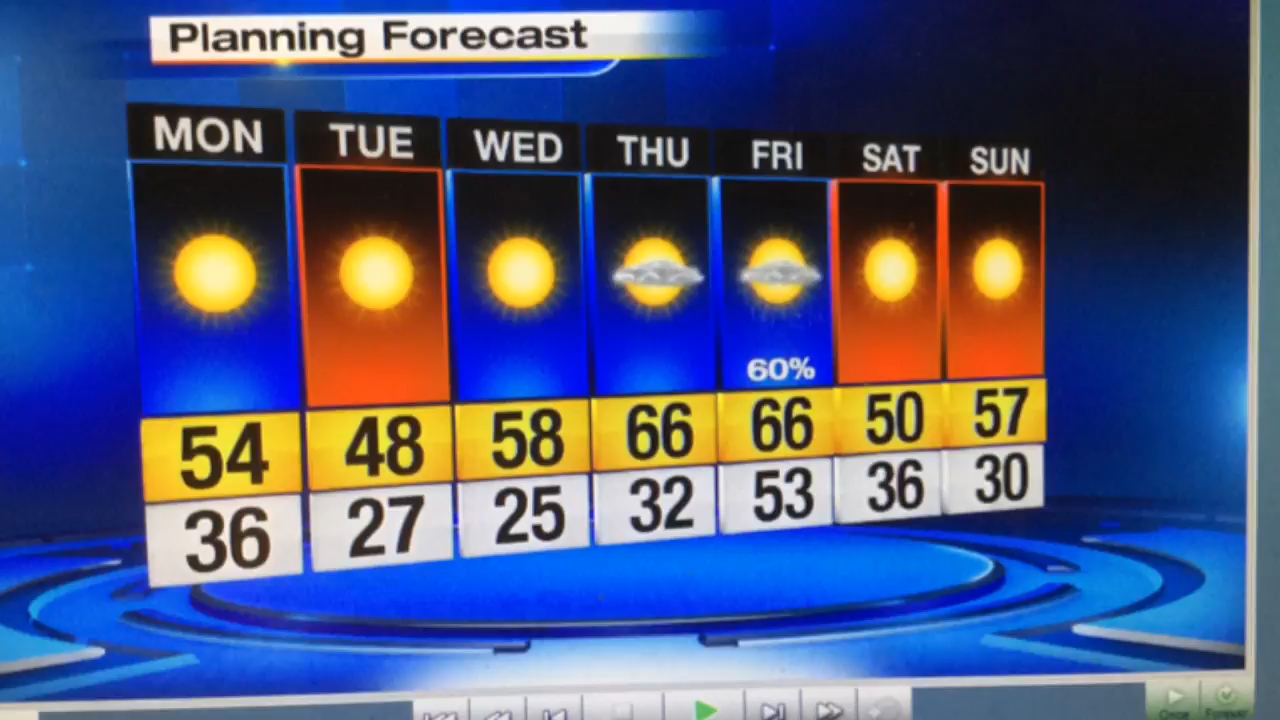 Planning Forecast
MON TUE WED THU FRI SAT SUN
60%
54 48 58 66 66 50 57
36 27 25 32 53 36 30